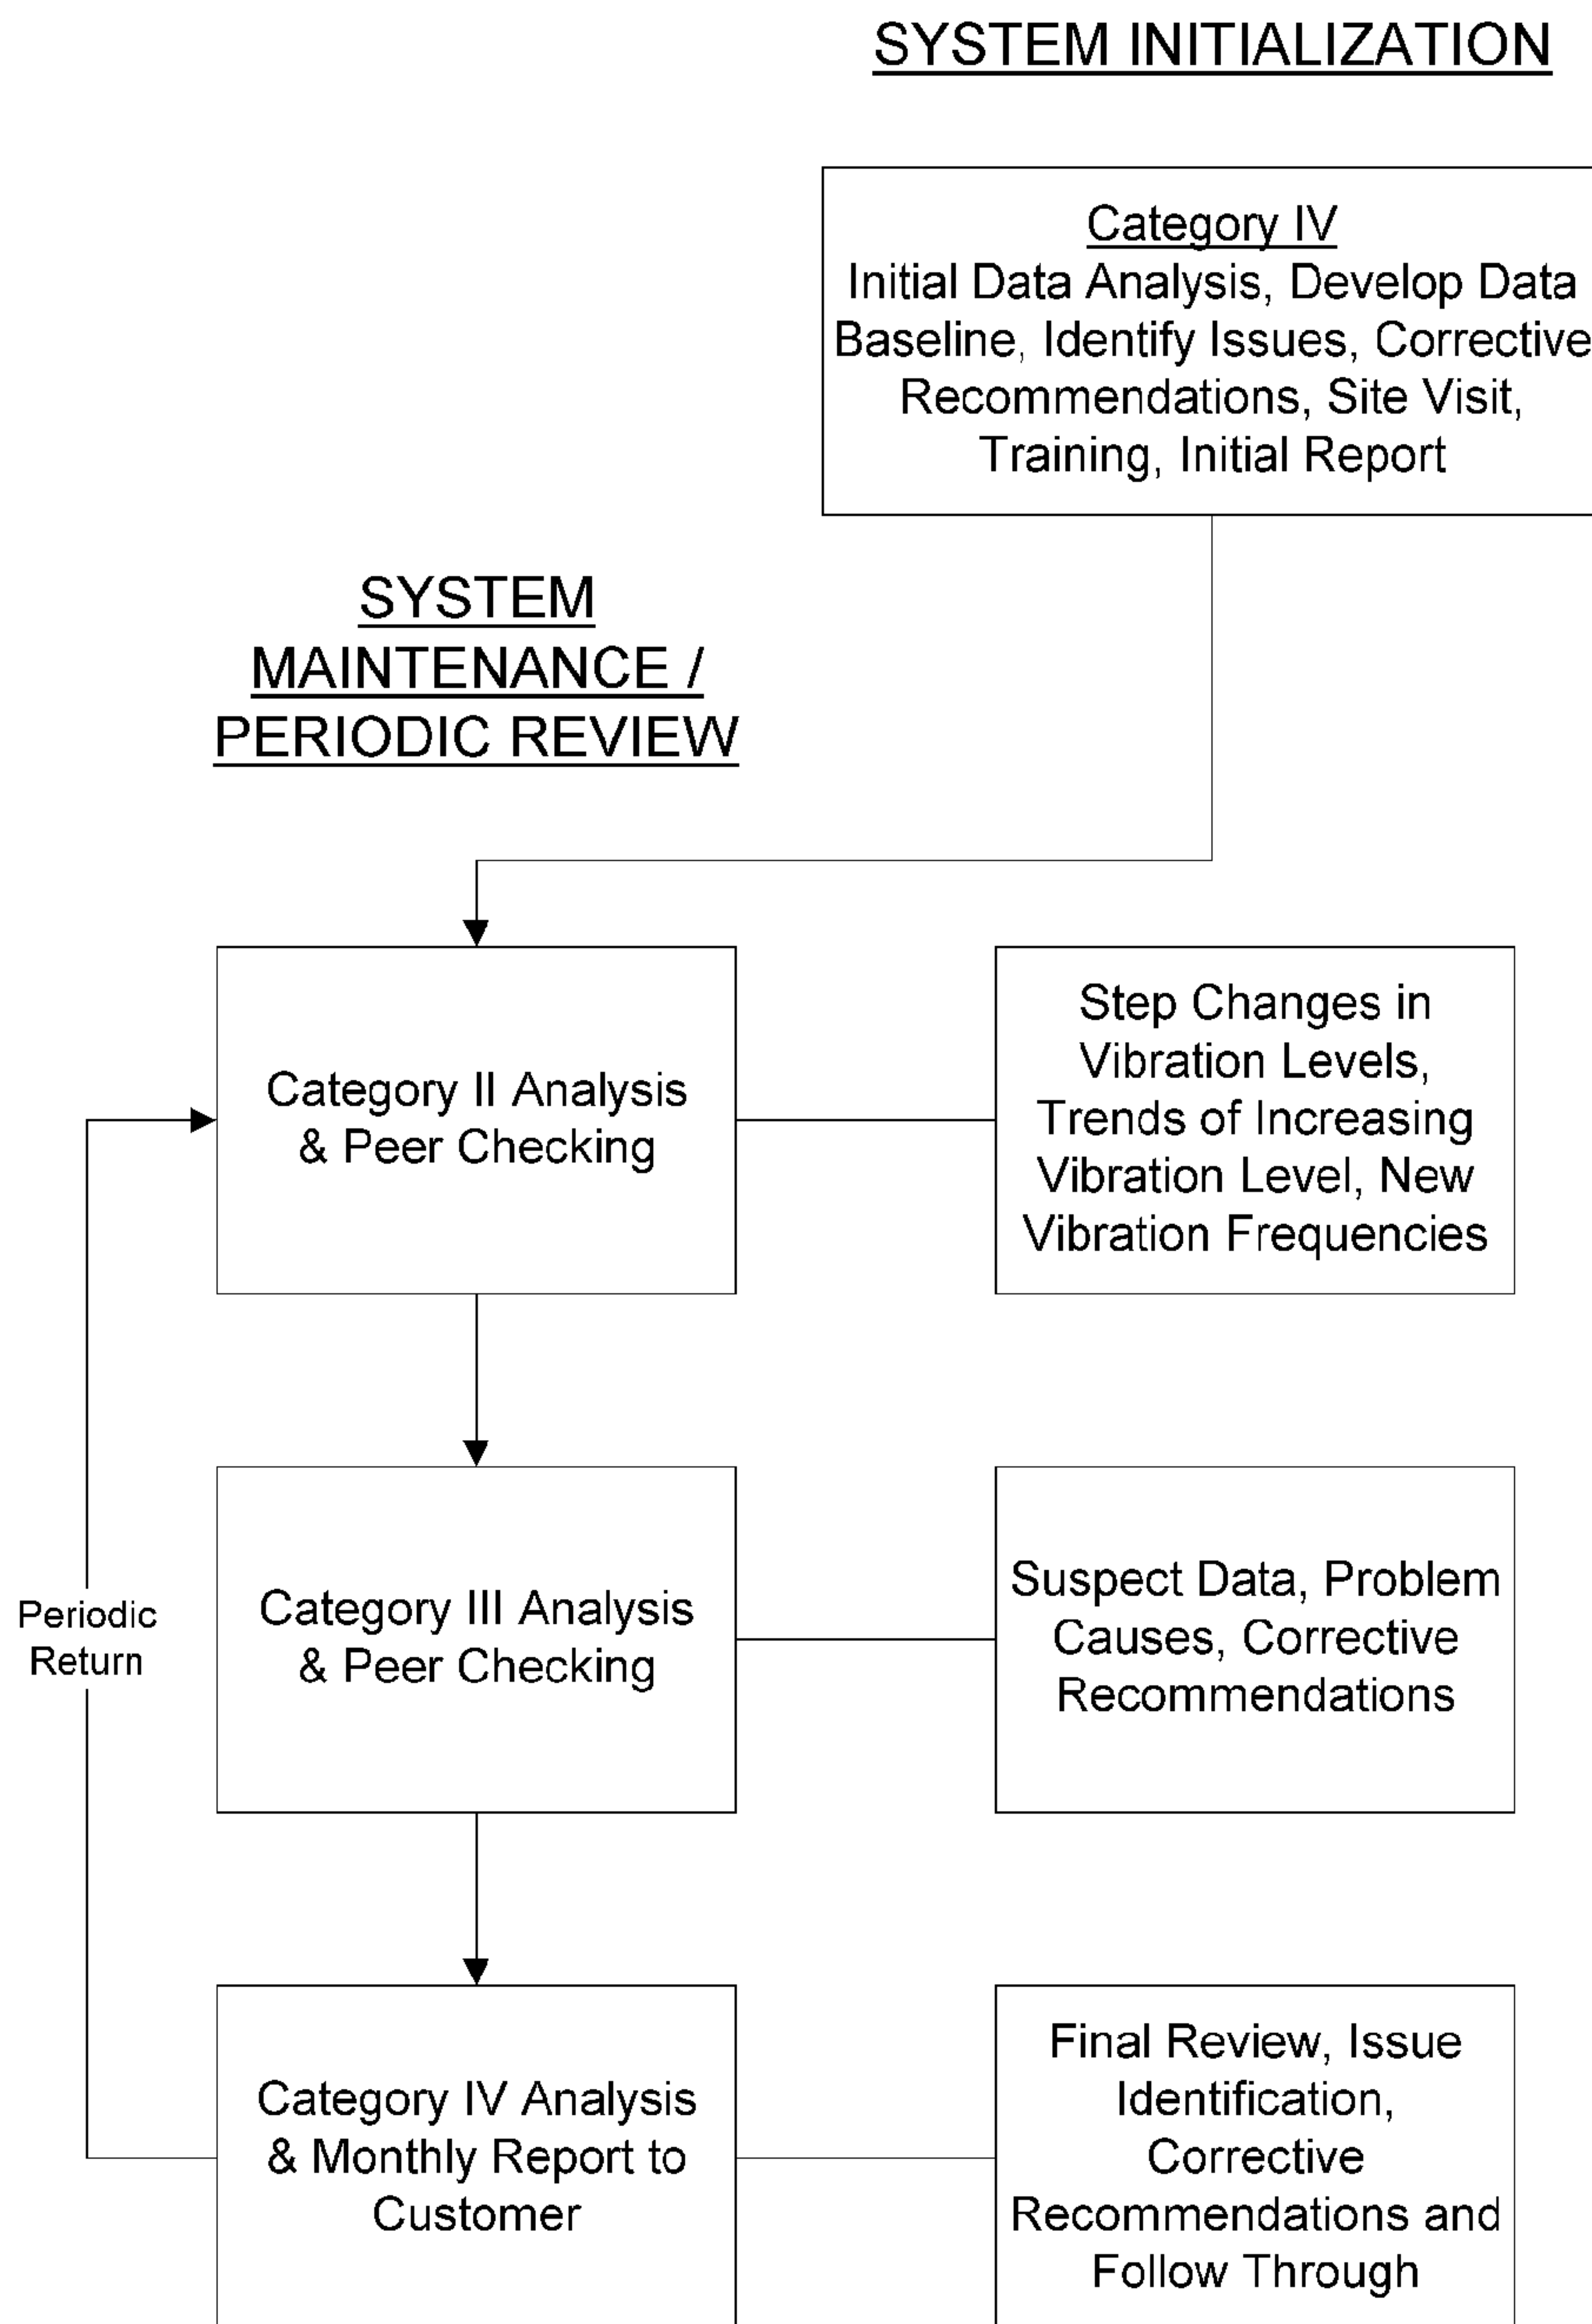 SYSTEM INITIALIZATION
Category IV
Initial Data Analysis, Develop Data
Baseline, Identify Issues, Corrective
Recommendations, Site Visit,
Training, Initial Report
SYSTEM
MAINTENANCE /
PERIODIC REVIEW
Category II Analysis
& Peer Checking
Step Changes in
Vibration Levels,
Trends of Increasing
Vibration Level, New
Vibration Frequencies
Periodic
Return
Category III Analysis
& Peer Checking
Suspect Data, Problem
Causes, Corrective
Recommendations
Category IV Analysis
& Monthly Report to
Customer
Final Review, Issue
Identification,
Corrective
Recommendations and
Follow Through